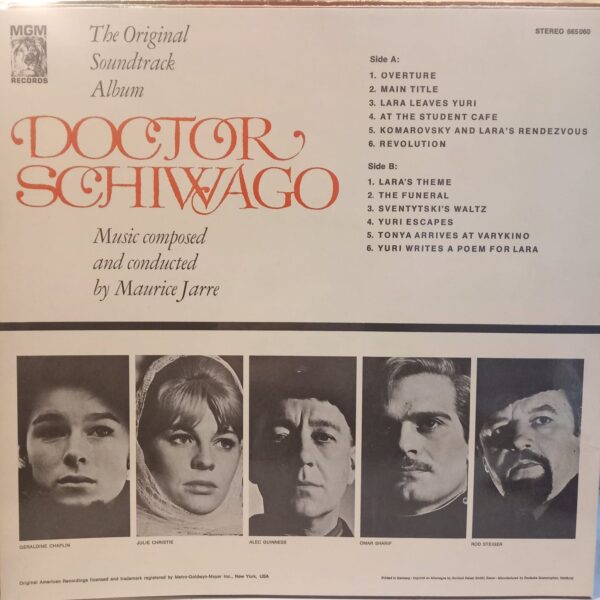 MGM
RECORDS
The Original
Soundtrack
Album
DOCTOR
SCHIWAGO
Music composed
and conducted
by Maurice Jarre
STEREO 665060
Side A:
1. OVERTURE
2. MAIN TITLE
3. LARA LEAVES YURI
4. AT THE STUDENT CAFE
5. KOMAROVSKY AND LARA'S RENDEZVOUS
6. REVOLUTION
Side B:
1. LARA'S THEME
2. THE FUNERAL
3. SVENTYTSKI'S WALTZ
4. YURI ESCAPES
5. TONYA ARRIVES AT VARYKINO
6. YURI WRITES A POEM FOR LARA
GERALDINE CHAPLIN
JULIE CHRISTIE
ALEC GUINNESS
OMAR SHARIF
ROD STEIGER
Original American Recordings licensed and trademark registered by Metro-Goldwyn-Mayer Inc., New York, USA
Printed in Germany